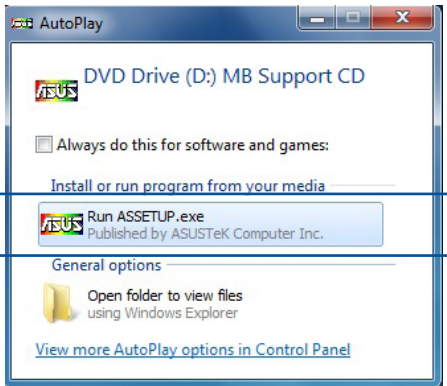 AutoPlay
DVD Drive (D:) MB Support CD
ASUS
Always do this for software and games:
Install or run program from your media
ASUS Run ASSETUP.exe
Published by ASUSTeK Computer Inc.
General options
Open folder to view files
using Windows Explorer
View more AutoPlay options in Control Panel